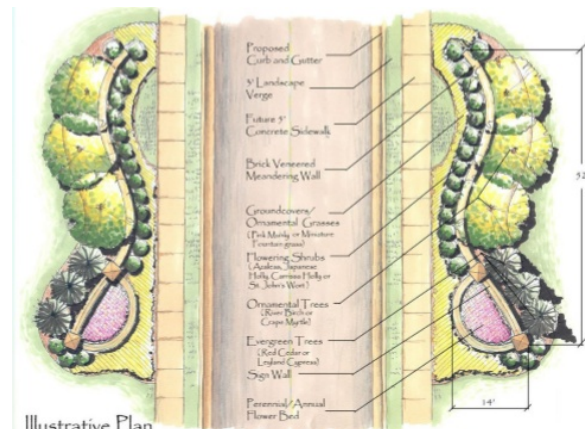 Proposed
Curb and Gutter
5' Landscape
Verge
Future 5'
Concrete Sidewalk
Brick Veneered
Meandering Wall
Groundcovers/
Ornamental Grasses
(Pink Muhly or Miniature
Fountain grass)
Flowering Shrubs
(Azaleas, Japanese
Holly, Carrissa Holly or
St. John's Wort)
Ornamental Trees
(River Birch or
Crape Myrtle)
Evergreen Trees
(Red Cedar or
Leyland Cypress)
Sign Wall
Perennial/Annual
Flower Bed
14'
Illustrative Plan